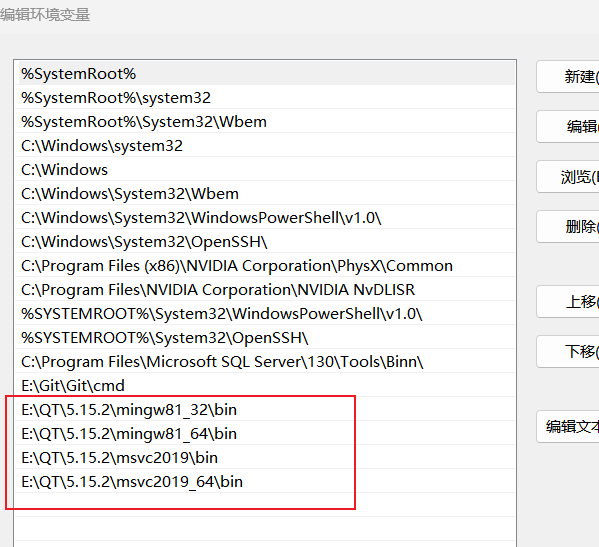 编辑环境变量
%SystemRoot%
新建(
%SystemRoot%\system32
%SystemRoot%\System32\Wbem
编辑(
C:\Windows\system32
C:\Windows
浏览(
C:\Windows\System32\Wbem
C:\Windows\System32\WindowsPowerShell\v1.0\
删除(
C:\Windows\System32\OpenSSH\
C:\Program Files (x86)\NVIDIA Corporation\PhysX\Common
C:\Program Files\NVIDIA Corporation\NVIDIA NvDLISR
上移(
%SYSTEMROOT%\System32\WindowsPowerShell\v1.0\
%SYSTEMROOT%\System32\OpenSSH\
下移(
C:\Program Files\Microsoft SQL Server\130\Tools\Binn\
E:\Git\Git\cmd
E:\QT\5.15.2\mingw81_32\bin
E:\QT\5.15.2\mingw81_64\bin
编辑文本
E:\QT\5.15.2\msvc2019\bin
E:\QT\5.15.2\msvc2019_64\bin